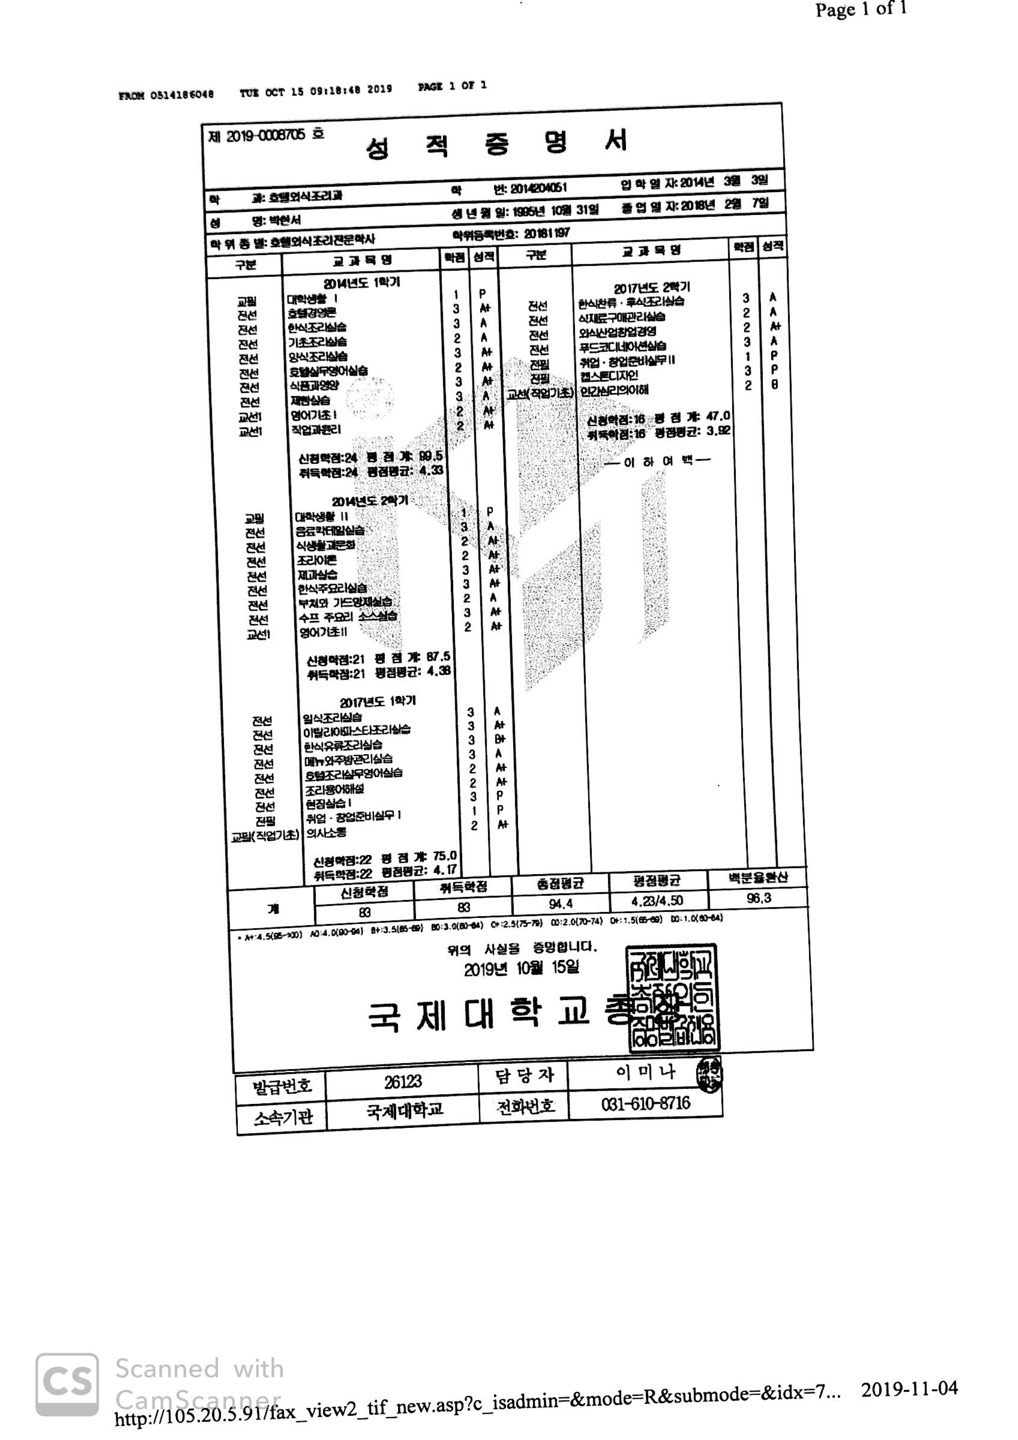 Page 1 of 1
FROM 0514186048 TUE OCT 15 09:18:48 2019 PAGE 1 OF 1
제 2019-0008705 호
성 적 증 명 서
학 과: 호텔외식조리과 학 번: 2014204051 입 학 일 자: 2014년 3월 3일
성 명: 박현서 생 년 월 일: 1995년 10월 31일 졸 업 일 자: 2018년 2월 7일
학 위 종 별: 호텔외식조리전문학사 학위등록번호: 20181197
구분 교 과 목 명 학점 성적 구분 교 과 목 명 학점 성적
2014년도 1학기
교필 대학생활 I 1 P
전선 호텔경영론 3 A+
전선 한식조리실습 3 A
전선 기초조리실습 2 A
전선 양식조리실습 3 A+
전선 호텔실무영어실습 2 A+
전선 식품과영양 3 A+
전선 제빵실습 3 A
교선1 영어기초 I 2 A+
교선1 직업과윤리 2 A+
신청학점:24 평 점 계: 99.5
취득학점:24 평점평균: 4.33
2014년도 2학기
교필 대학생활 II 1 P
전선 음료칵테일실습 3 A
전선 식생활과문화 2 A+
전선 조리이론 2 A+
전선 제과실습 3 A+
전선 한식주요리실습 3 A+
전선 부쳐와 가드망제실습 2 A
전선 수프 주요리 소스실습 3 A+
교선1 영어기초II 2 A+
신청학점:21 평 점 계: 87.5
취득학점:21 평점평균: 4.38
2017년도 1학기
전선 일식조리실습 3 A
전선 이탈리아파스타조리실습 3 A+
전선 한식육류조리실습 3 B+
전선 메뉴와주방관리실습 3 A
전선 호텔조리실무영어실습 2 A+
전선 조리용어해설 2 A+
전선 현장실습 I 3 P
전필 취업·창업준비실무 I 1 P
교필(직업기초) 의사소통 2 A+
신청학점:22 평 점 계: 75.0
취득학점:22 평점평균: 4.17
2017년도 2학기
전선 한식찬류·후식조리실습 3 A
전선 식재료구매관리실습 2 A
전선 외식산업창업경영 2 A+
전선 푸드코디네이션실습 3 A
전필 취업·창업준비실무II 1 P
전필 캡스톤디자인 3 P
교선(직업기초) 인간심리의이해 2 B
신청학점:16 평 점 계: 47.0
취득학점:16 평점평균: 3.92
—이 하 여 백—
계 신청학점 취득학점 총점평균 평점평균 백분율환산
83 83 94.4 4.23/4.50 96.3
* A+:4.5(95-100) A0:4.0(90-94) B+:3.5(85-89) B0:3.0(80-84) C+:2.5(75-79) C0:2.0(70-74) D+:1.5(65-69) D0:1.0(60-64)
위의 사실을 증명합니다.
2019년 10월 15일
국 제 대 학 교 총 장
발급번호 26123 담 당 자 이 미 나
소속기관 국제대학교 전화번호 031-610-8716
CS Scanned with
CamScanner
http://105.20.5.91/fax_view2_tif_new.asp?c_isadmin=&mode=R&submode=&idx=7... 2019-11-04